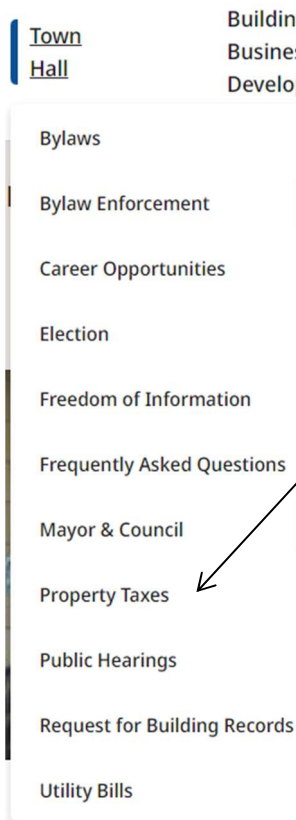 Town
Hall
Bylaws
Bylaw Enforcement
Career Opportunities
Election
Freedom of Information
Frequently Asked Questions
Mayor & Council
Property Taxes
Public Hearings
Request for Building Records
Utility Bills